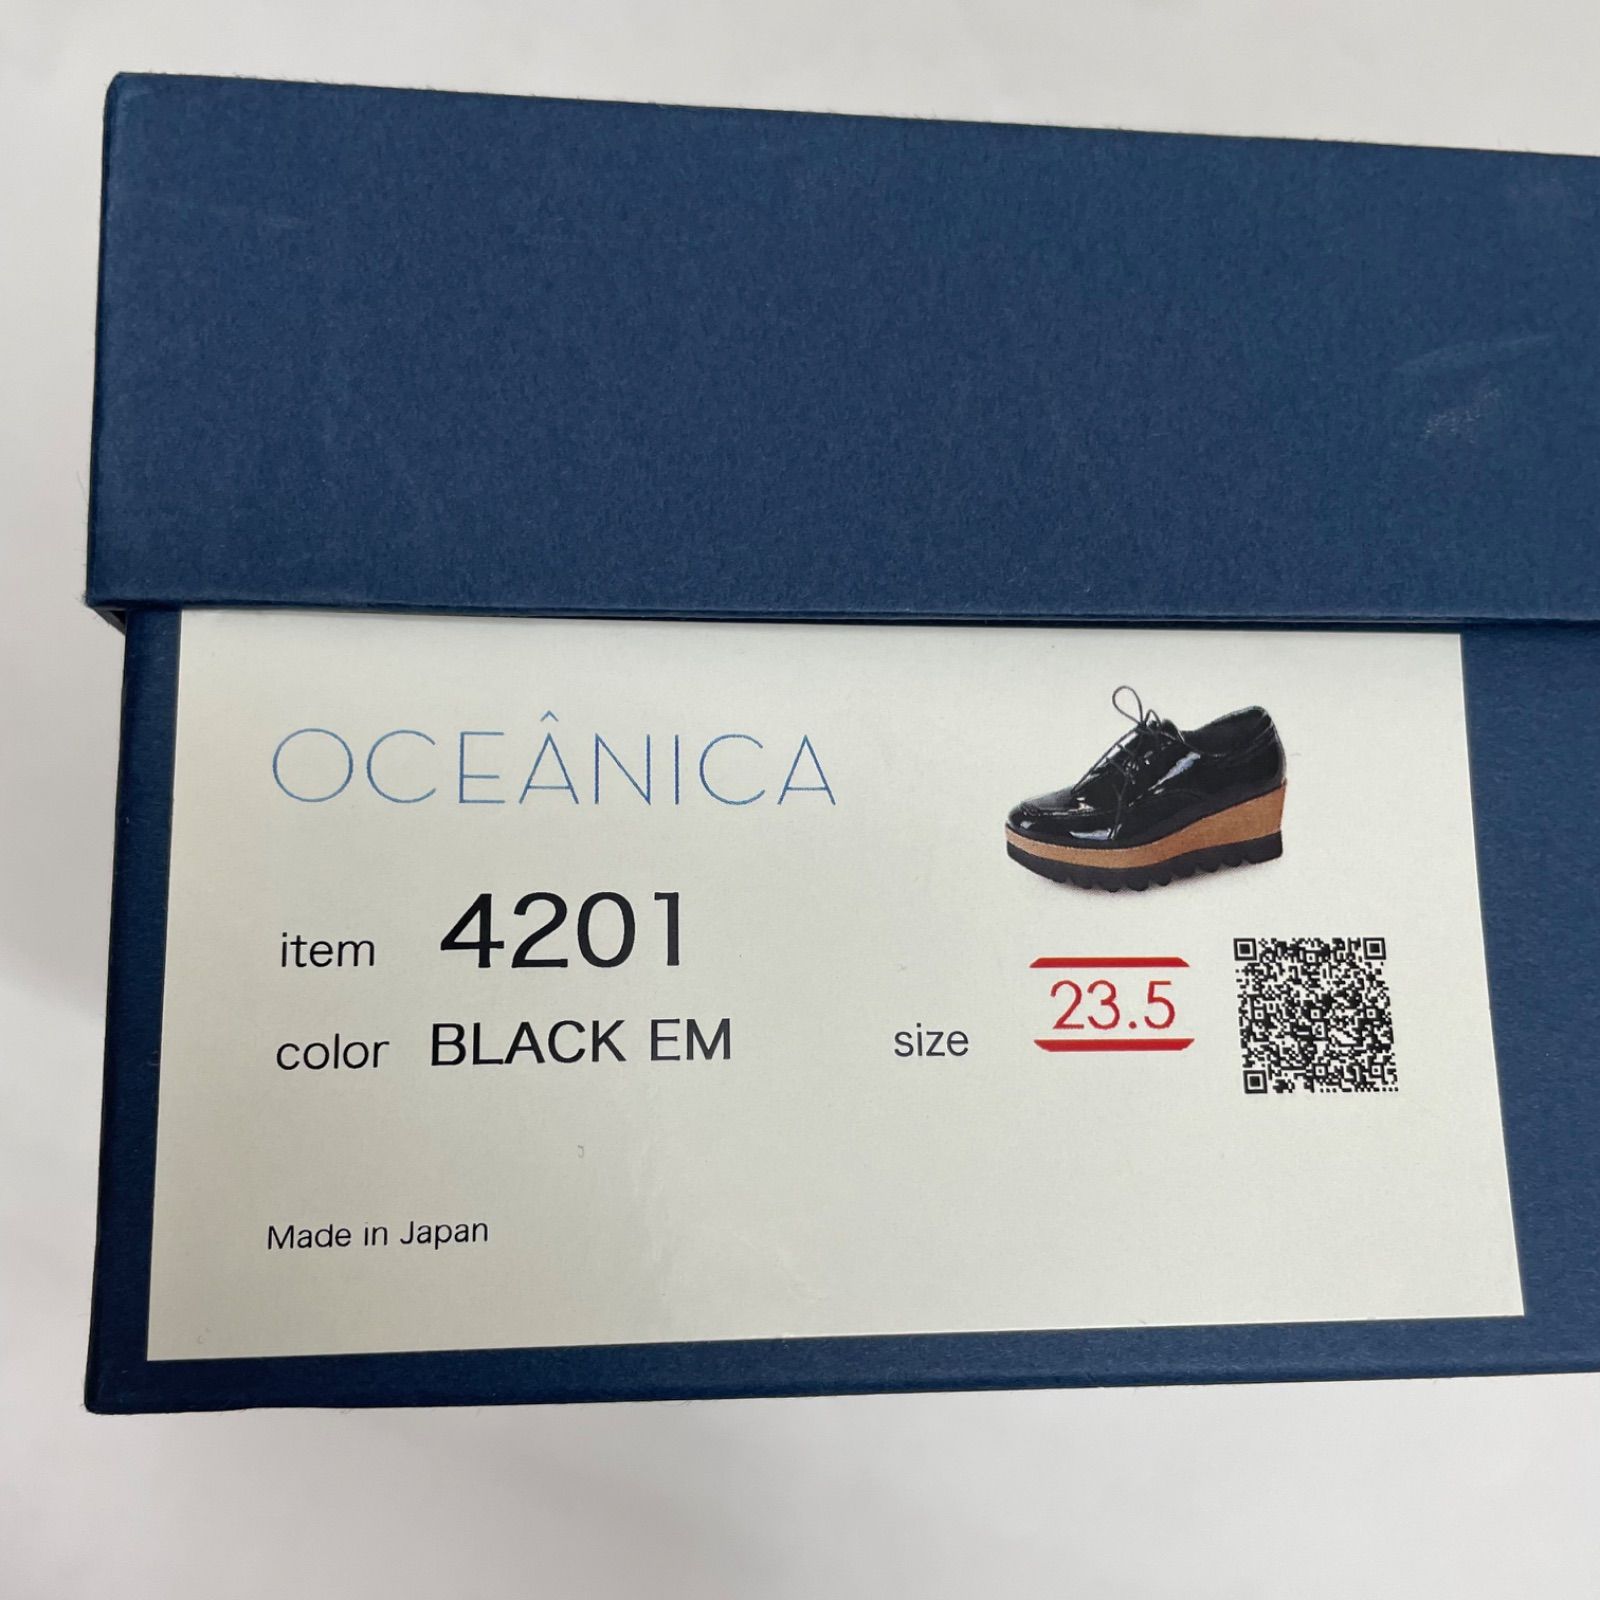 OCEÂNICA
item 4201
color BLACK EM
size 23.5
Made in Japan